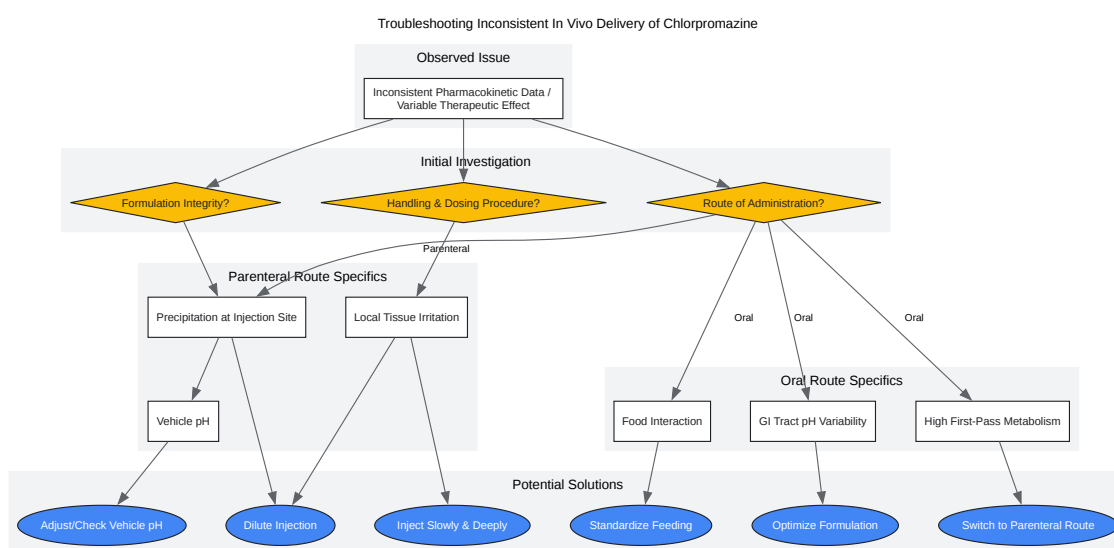 Troubleshooting Inconsistent In Vivo Delivery of Chlorpromazine
Observed Issue
Inconsistent Pharmacokinetic Data /
Variable Therapeutic Effect
Initial Investigation
Formulation Integrity?
Handling & Dosing Procedure?
Route of Administration?
Parenteral
Parenteral Route Specifics
Precipitation at Injection Site
Local Tissue Irritation
Oral
Oral
Oral
Oral Route Specifics
Vehicle pH
Food Interaction
GI Tract pH Variability
High First-Pass Metabolism
Potential Solutions
Adjust/Check Vehicle pH
Dilute Injection
Inject Slowly & Deeply
Standardize Feeding
Optimize Formulation
Switch to Parenteral Route